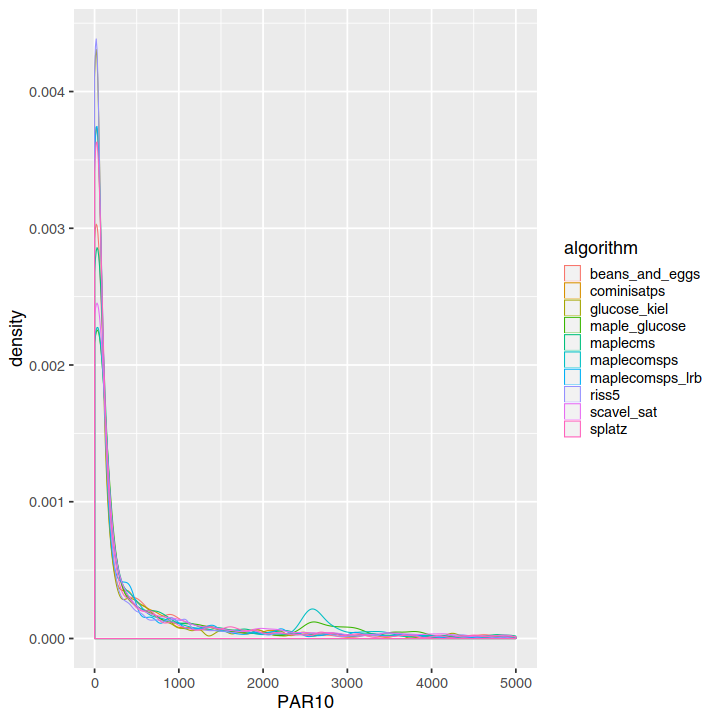 density
0.004
0.003
0.002
0.001
0.000
0
1000
2000
3000
4000
5000
PAR10
algorithm
beans_and_eggs
cominisatps
glucose_kiel
maple_glucose
maplecms
maplecomsps
maplecomsps_lrb
riss5
scavel_sat
splatz